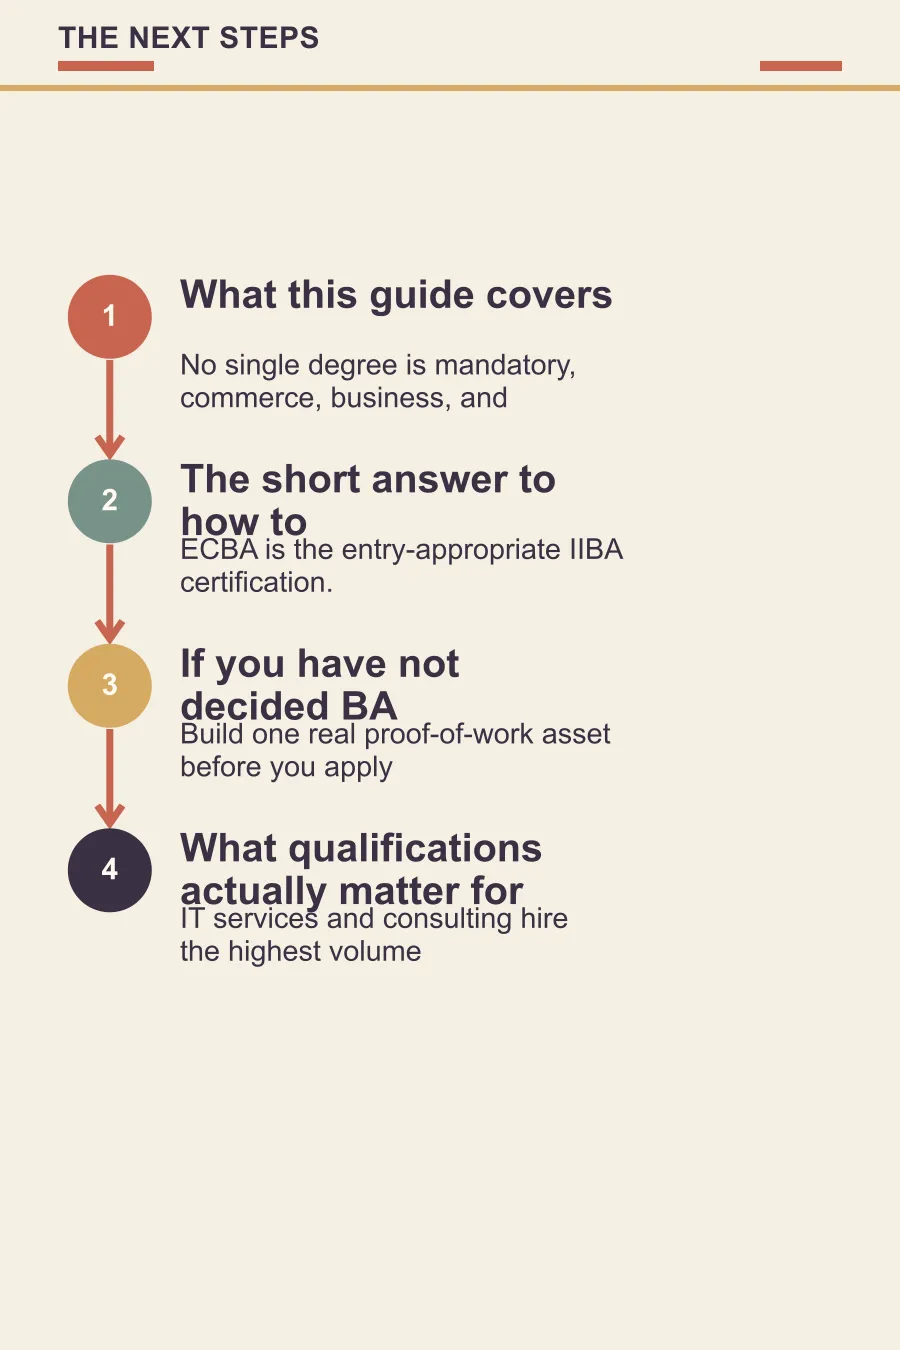 THE NEXT STEPS
1
What this guide covers
No single degree is mandatory,
commerce, business, and
2
The short answer to
how to
ECBA is the entry-appropriate IIBA
certification.
3
If you have not
decided BA
Build one real proof-of-work asset
before you apply
4
What qualifications
actually matter for
IT services and consulting hire
the highest volume